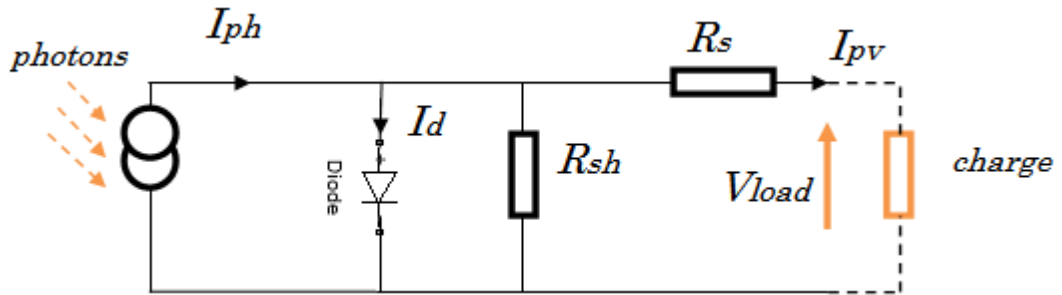 photons
Iph
Id
Diode
Rsh
Rs
Ipv
Vload
charge